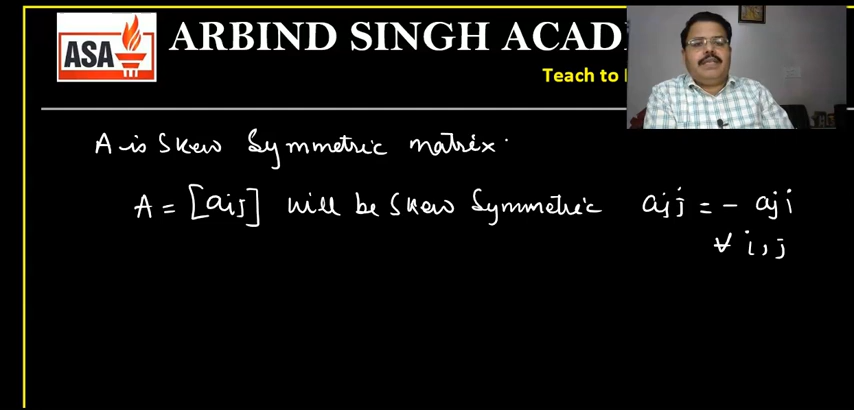 ASA
ARBIND SINGH ACAD
Teach to
A is Skew Symmetric matrix.
A = [aij] will be Skew Symmetric aij = - aji
∀ i, j